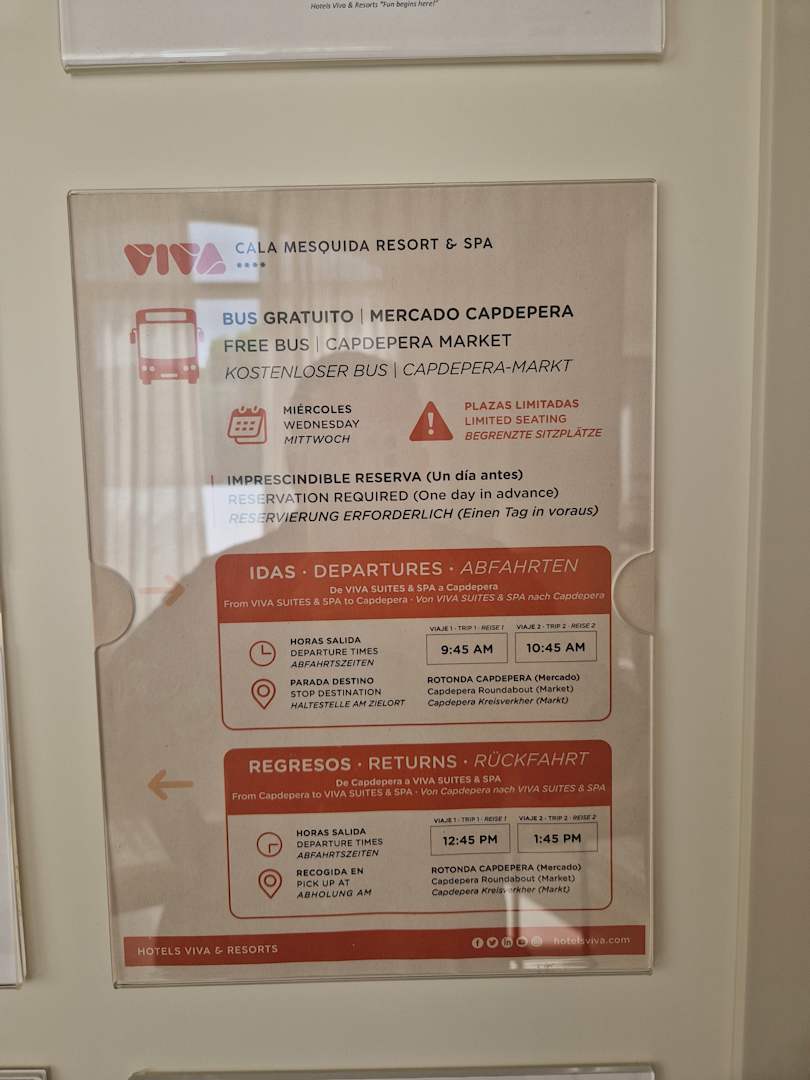 Hotels Viva & Resorts "Fun begins here!"
VIVA CALA MESQUIDA RESORT & SPA
BUS GRATUITO | MERCADO CAPDEPERA
FREE BUS | CAPDEPERA MARKET
KOSTENLOSER BUS | CAPDEPERA-MARKT
MIÉRCOLES
WEDNESDAY
MITTWOCH
PLAZAS LIMITADAS
LIMITED SEATING
BEGRENZTE SITZPLÄTZE
IMPRESCINDIBLE RESERVA (Un día antes)
RESERVATION REQUIRED (One day in advance)
RESERVIERUNG ERFORDERLICH (Einen Tag in voraus)
IDAS · DEPARTURES · ABFAHRTEN
De VIVA SUITES & SPA a Capdepera
From VIVA SUITES & SPA to Capdepera · Von VIVA SUITES & SPA nach Capdepera
HORAS SALIDA
DEPARTURE TIMES
ABFAHRTSZEITEN
VIAJE 1 · TRIP 1 · REISE 1
9:45 AM
VIAJE 2 · TRIP 2 · REISE 2
10:45 AM
PARADA DESTINO
STOP DESTINATION
HALTESTELLE AM ZIELORT
ROTONDA CAPDEPERA (Mercado)
Capdepera Roundabout (Market)
Capdepera Kreisverkher (Markt)
REGRESOS · RETURNS · RÜCKFAHRT
De Capdepera a VIVA SUITES & SPA
From Capdepera to VIVA SUITES & SPA · Von Capdepera nach VIVA SUITES & SPA
HORAS SALIDA
DEPARTURE TIMES
ABFAHRTSZEITEN
VIAJE 1 · TRIP 1 · REISE 1
12:45 PM
VIAJE 2 · TRIP 2 · REISE 2
1:45 PM
RECOGIDA EN
PICK UP AT
ABHOLUNG AM
ROTONDA CAPDEPERA (Mercado)
Capdepera Roundabout (Market)
Capdepera Kreisverkher (Markt)
HOTELS VIVA & RESORTS
hotelsviva.com